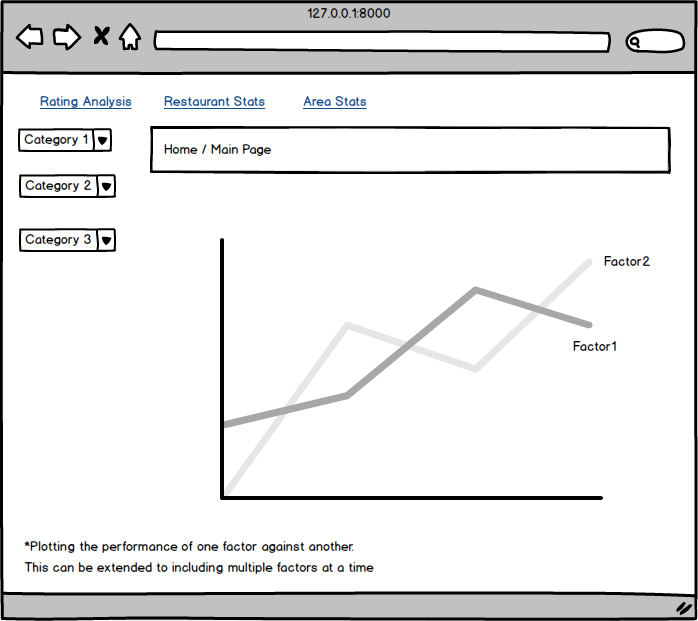 127.0.0.1:8000
Rating Analysis Restaurant Stats Area Stats
Category 1
Home / Main Page
Category 2
Category 3
Factor2
Factor1
*Plotting the performance of one factor against another.
This can be extended to including multiple factors at a time